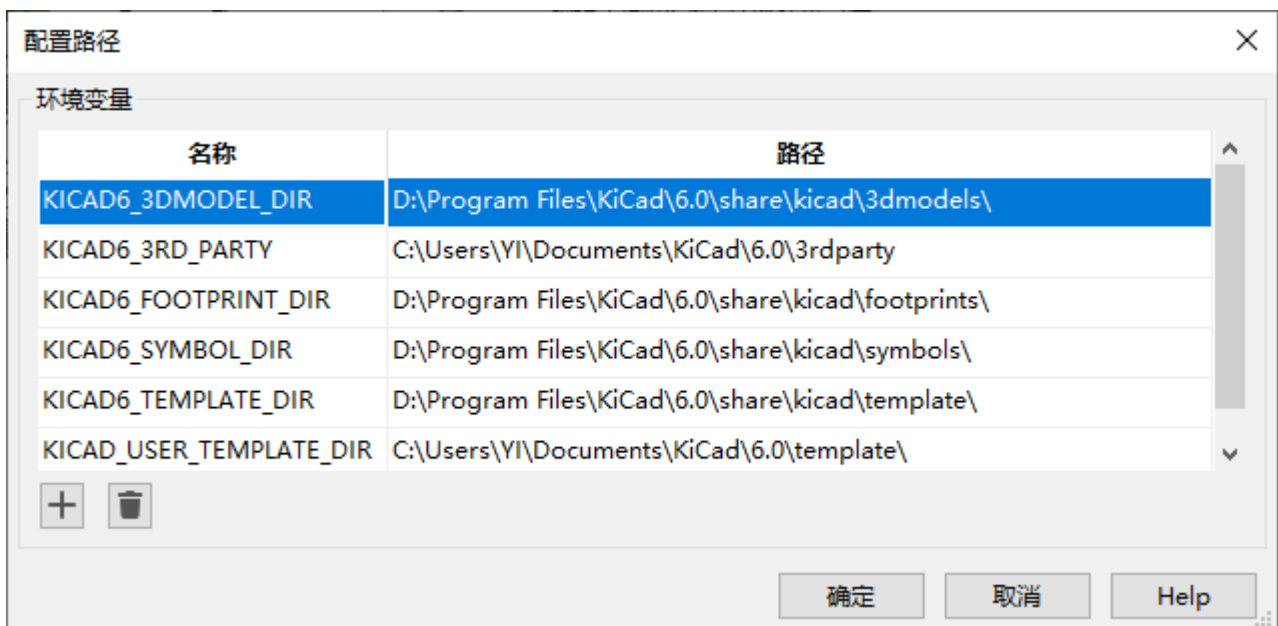 配置路径
环境变量
名称 路径
KICAD6_3DMODEL_DIR D:\Program Files\KiCad\6.0\share\kicad\3dmodels\
KICAD6_3RD_PARTY C:\Users\YI\Documents\KiCad\6.0\3rdparty
KICAD6_FOOTPRINT_DIR D:\Program Files\KiCad\6.0\share\kicad\footprints\
KICAD6_SYMBOL_DIR D:\Program Files\KiCad\6.0\share\kicad\symbols\
KICAD6_TEMPLATE_DIR D:\Program Files\KiCad\6.0\share\kicad\template\
KICAD_USER_TEMPLATE_DIR C:\Users\YI\Documents\KiCad\6.0\template\
确定 取消 Help